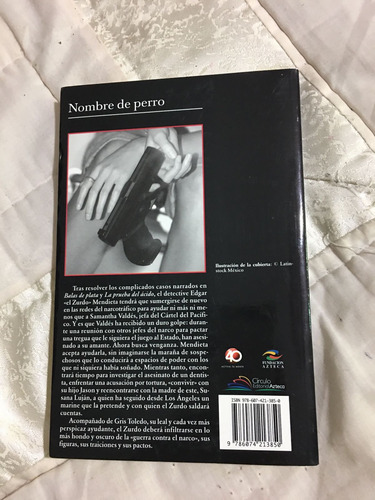 Nombre de perro
Ilustración de la cubierta: © Latin-
stock México
Tras resolver los complicados casos narrados en
Balas de plata y La prueba del ácido, el detective Edgar
«el Zurdo» Mendieta tendrá que sumergirse de nuevo
en las redes del narcotráfico para ayudar ni más ni me-
nos que a Samantha Valdés, jefa del Cártel del Pacífi-
co. Y es que Valdés ha recibido un duro golpe: duran-
te una reunión con otros jefes del narco para pactar
una tregua que le siguiera el juego al Estado, han ase-
sinado a su amante. Ahora busca venganza. Mendieta
acepta ayudarla, sin imaginarse la maraña de sospe-
chosos que lo conducirá a espacios de poder con los
que ni siquiera había soñado. Mientras tanto, encon-
trará tiempo para investigar el asesinato de un dentis-
ta, enfrentar una acusación por tortura, «convivir» con
su hijo Jason y reencontrarse con la madre de este, Su-
sana Luján, a quien ha seguido desde Los Ángeles un
marine que la pretende y con quien el Zurdo saldará
cuentas.
Acompañado de Gris Toledo, su leal y cada vez más
perspicaz ayudante, el Zurdo deberá infiltrarse en lo
más hondo y oscuro de la «guerra contra el narco», sus
figuras, sus traiciones y sus pactos.
40
FUNDACIÓN
AZTECA
Círculo
Editorial Azteca
ISBN 978-607-421-385-0
9 786074 213850